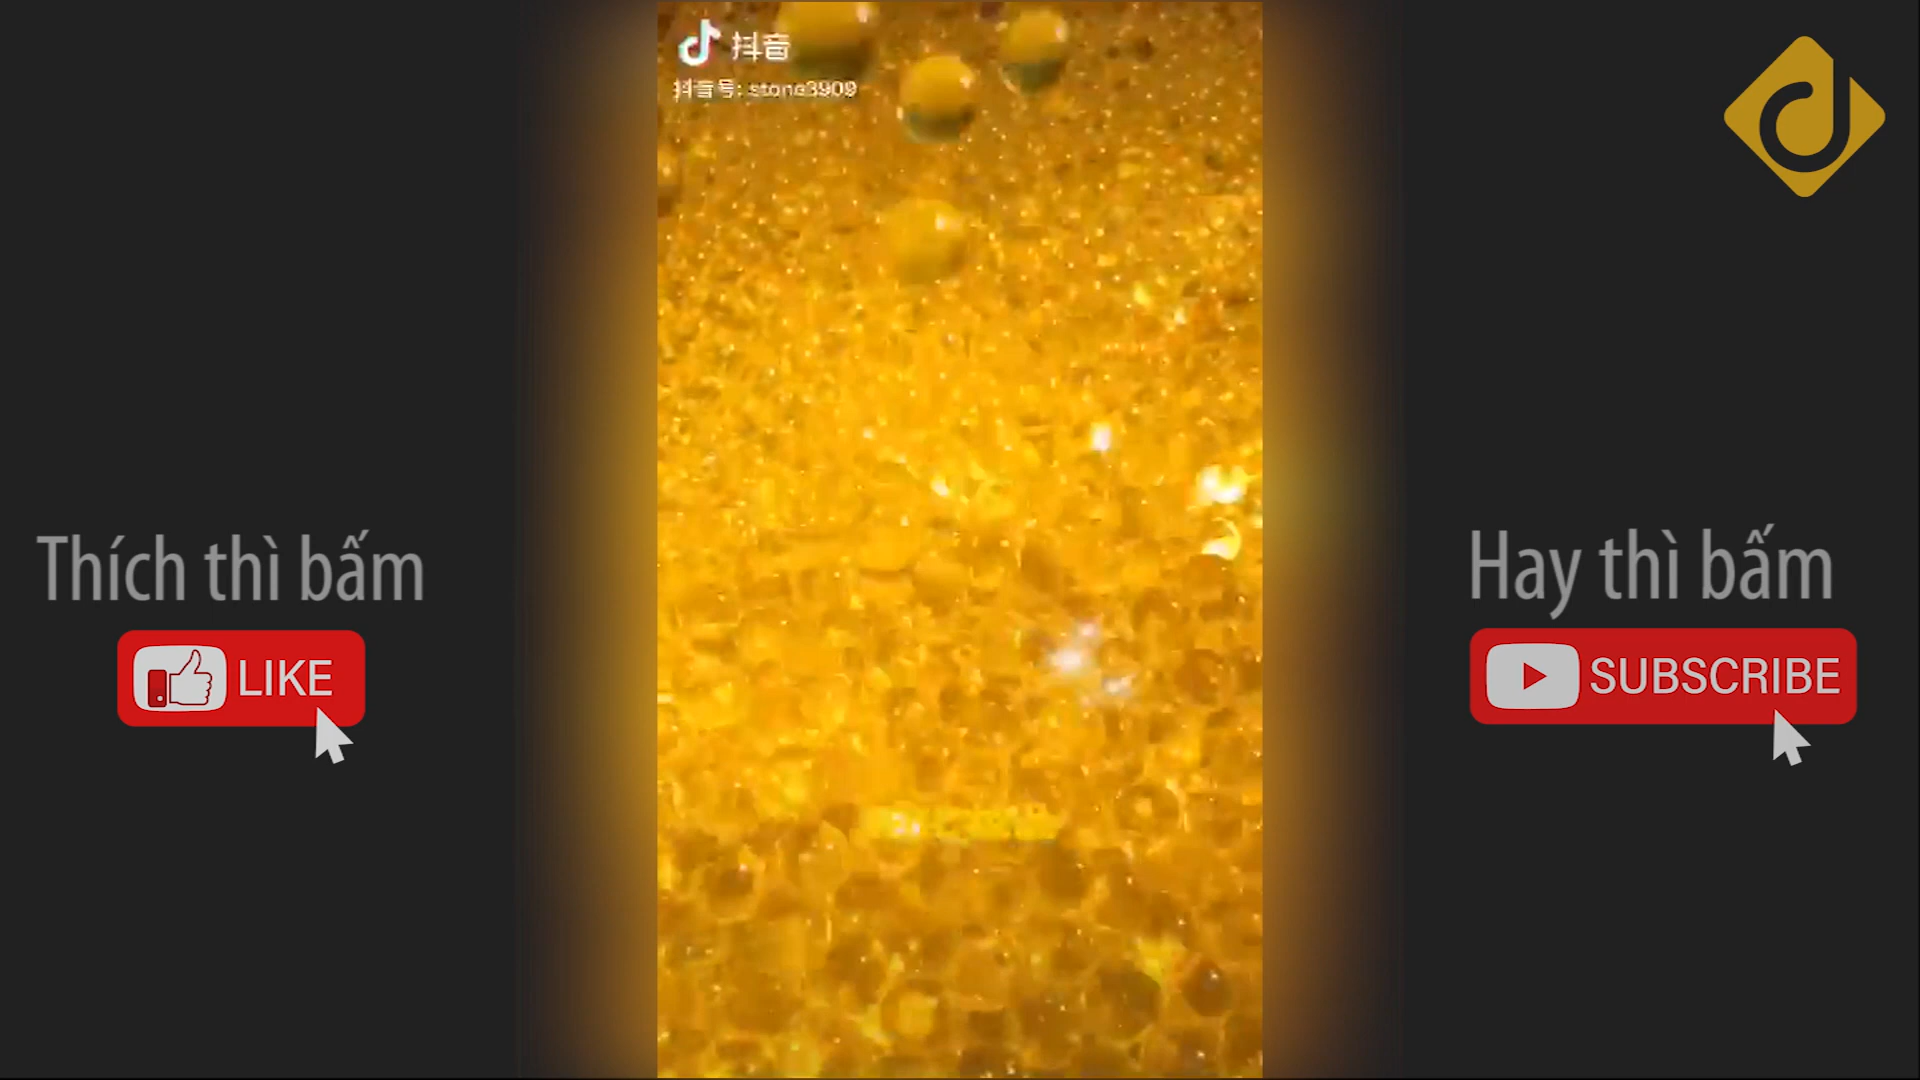 抖音
抖音号: stone3909
Thích thì bấm
LIKE
Hay thì bấm
SUBSCRIBE